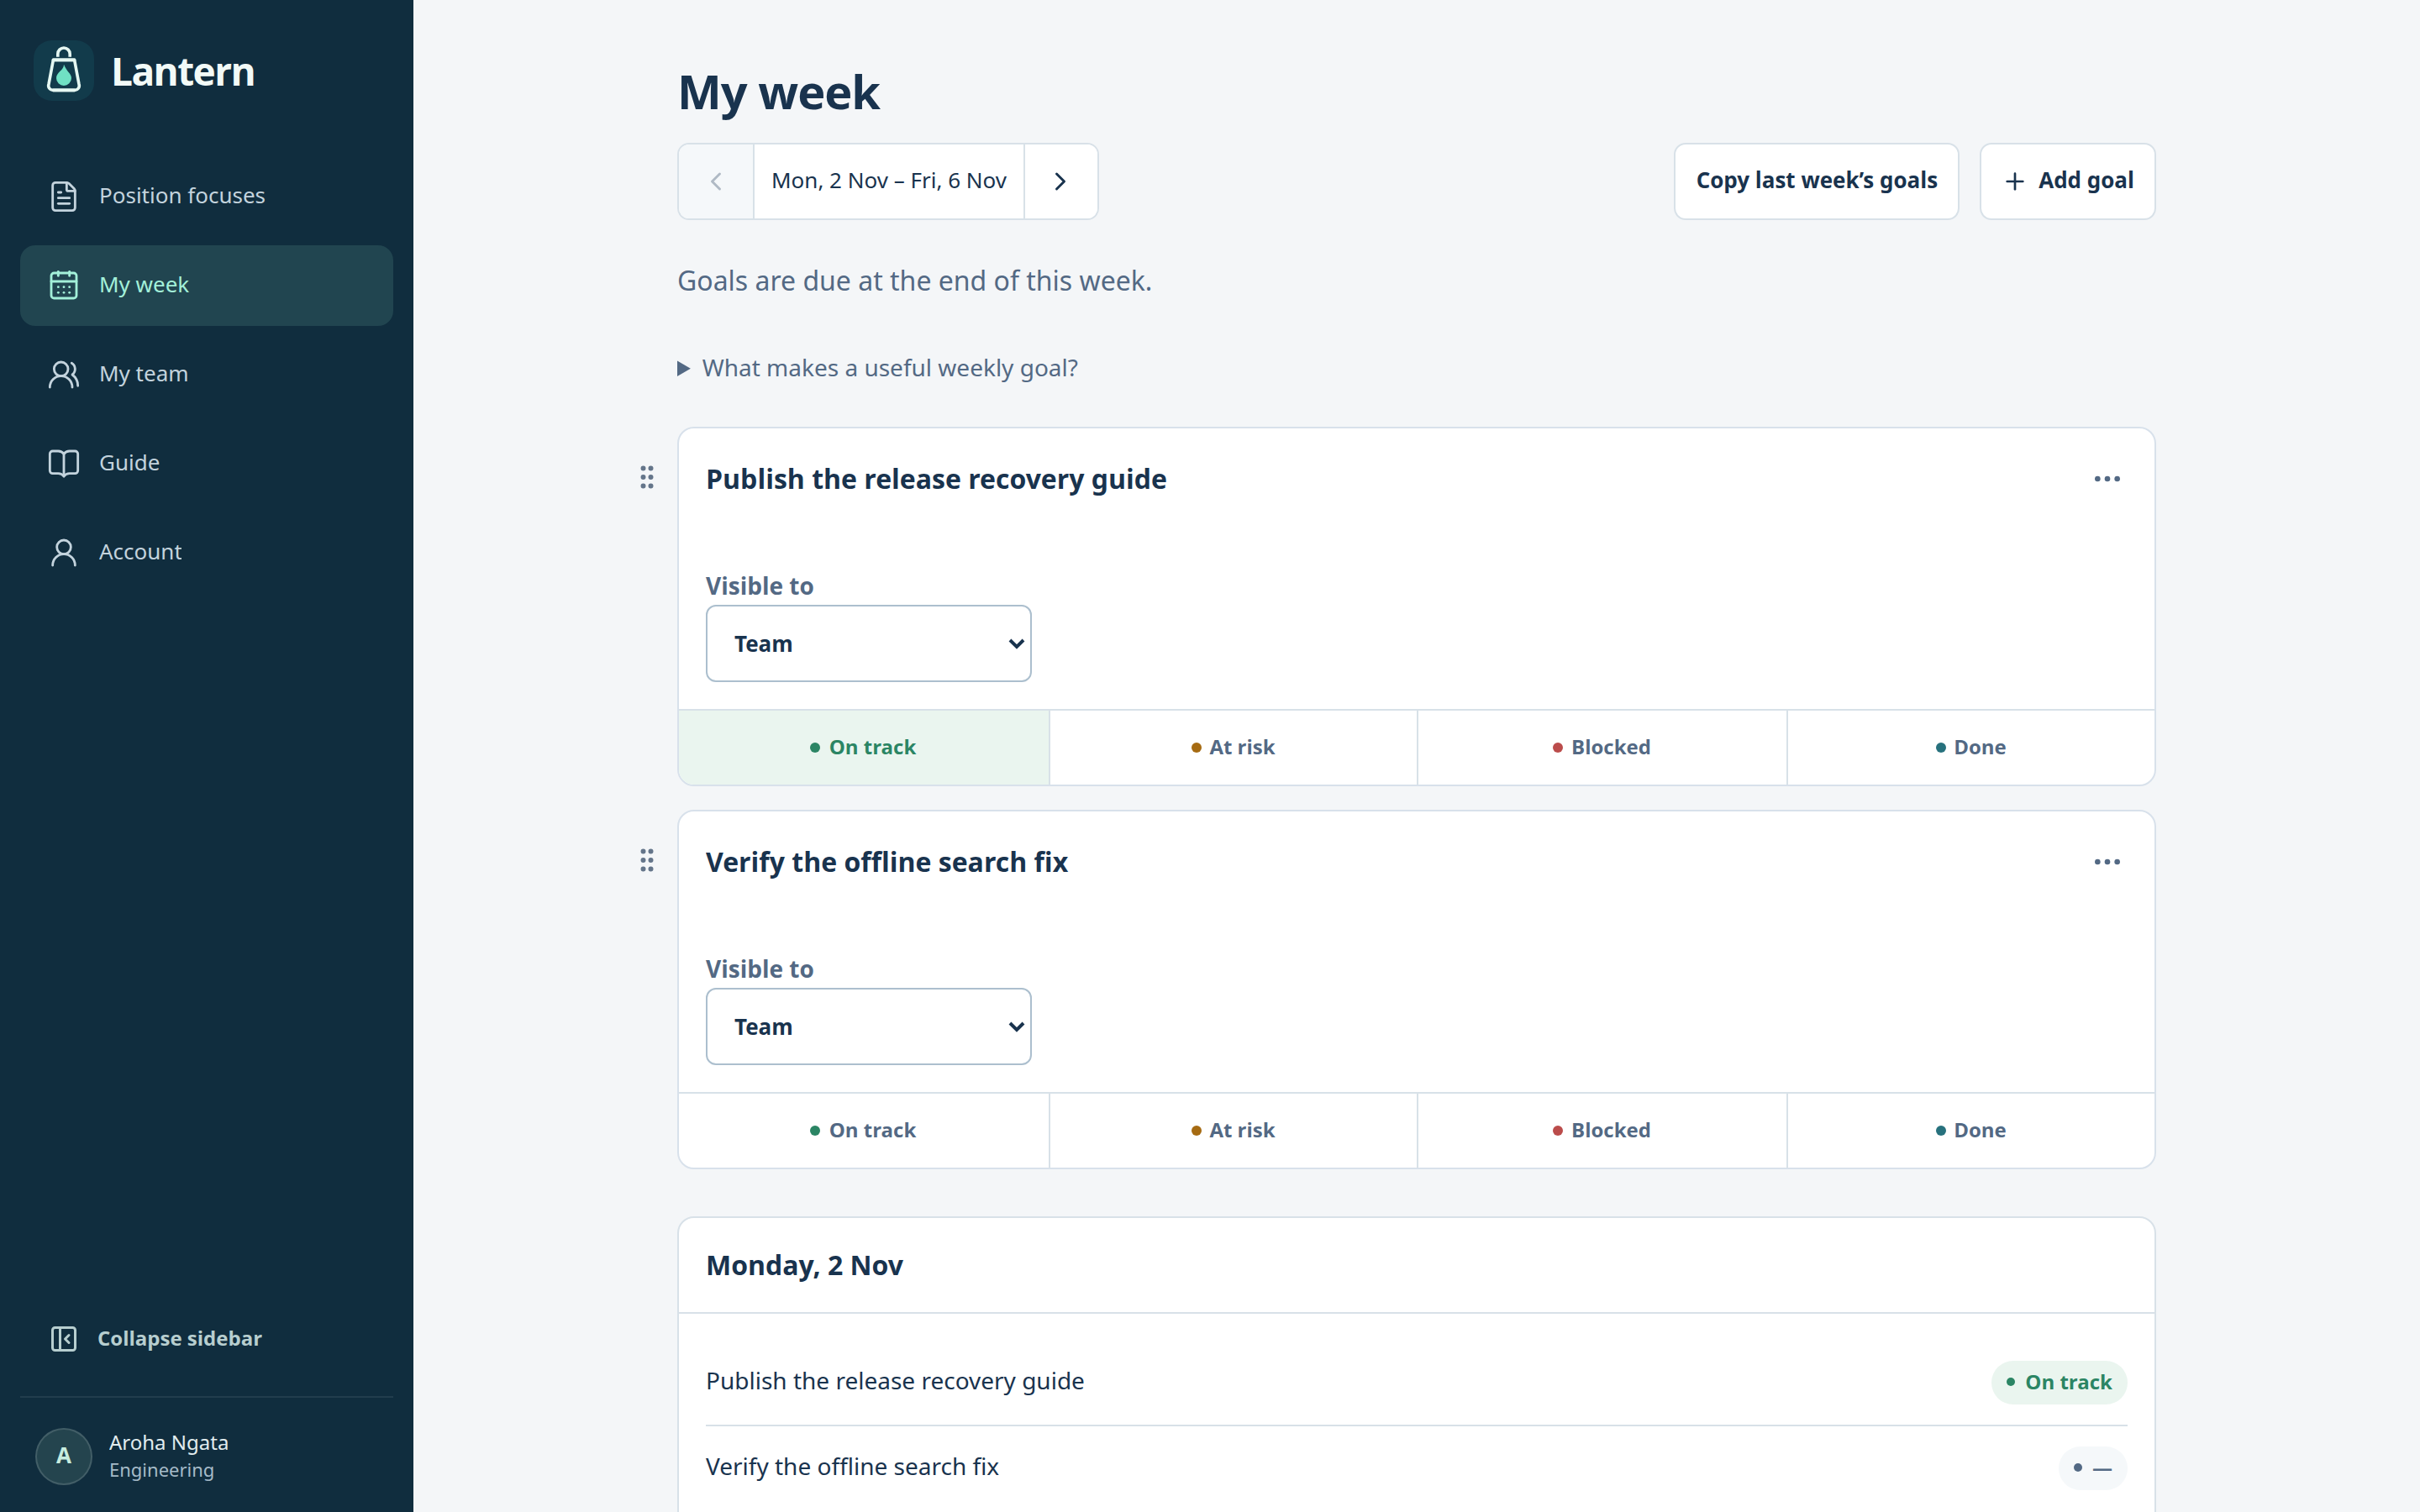 Lantern
Position focuses
My week
My team
Guide
Account
Collapse sidebar
A
Aroha Ngata
Engineering
My week
Mon, 2 Nov – Fri, 6 Nov
Copy last week’s goals
Add goal
Goals are due at the end of this week.
What makes a useful weekly goal?
Publish the release recovery guide
Visible to
Team
On track
At risk
Blocked
Done
Verify the offline search fix
Visible to
Team
On track
At risk
Blocked
Done
Monday, 2 Nov
Publish the release recovery guide
On track
Verify the offline search fix
—